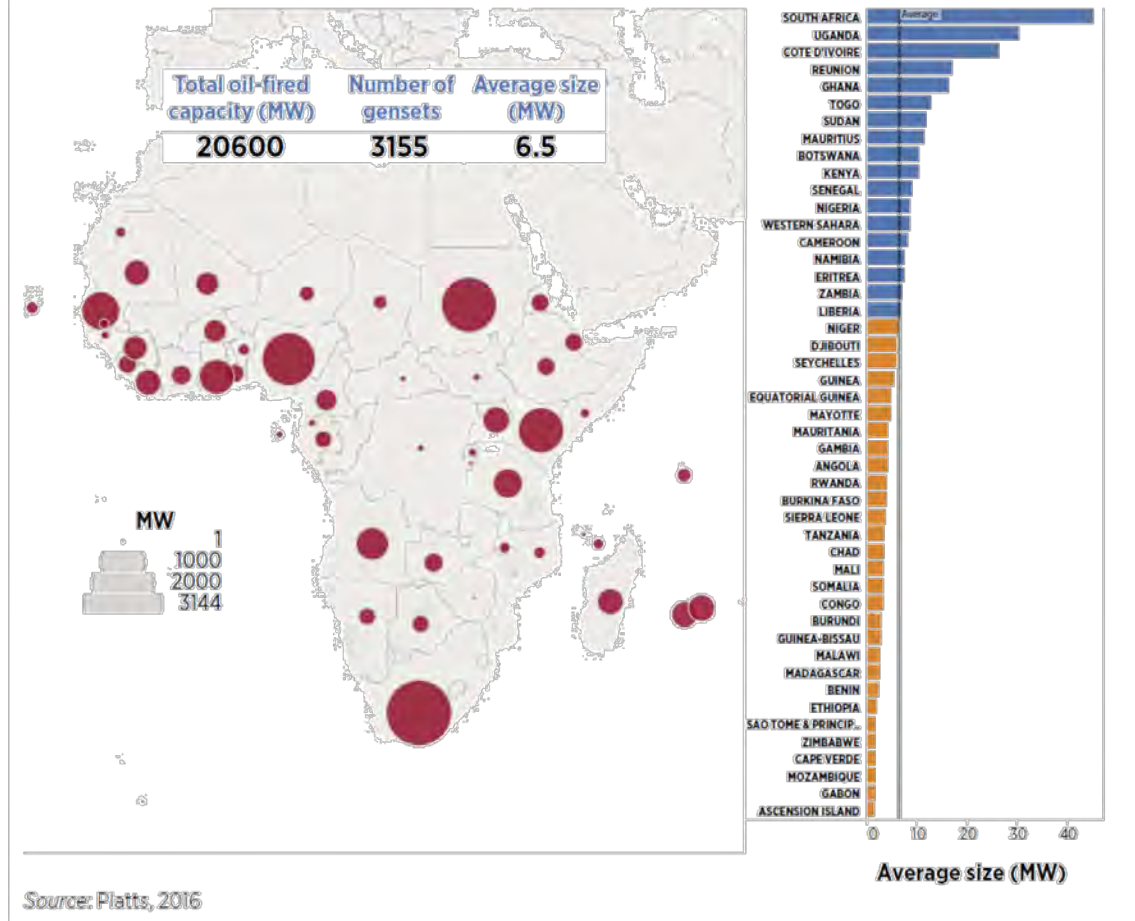 Total oil-fired capacity (MW)
Number of gensets
Average size (MW)
20600
3155
6.5
MW
1
1000
2000
3144
Average
SOUTH AFRICA
UGANDA
COTE D'IVOIRE
REUNION
GHANA
TOGO
SUDAN
MAURITIUS
BOTSWANA
KENYA
SENEGAL
NIGERIA
WESTERN SAHARA
CAMEROON
NAMIBIA
ERITREA
ZAMBIA
LIBERIA
NIGER
DJIBOUTI
SEYCHELLES
GUINEA
EQUATORIAL GUINEA
MAYOTTE
MAURITANIA
GAMBIA
ANGOLA
RWANDA
BURKINA FASO
SIERRA LEONE
TANZANIA
CHAD
MALI
SOMALIA
CONGO
BURUNDI
GUINEA-BISSAU
MALAWI
MADAGASCAR
BENIN
ETHIOPIA
SAO TOME & PRINCIP...
ZIMBABWE
CAPE VERDE
MOZAMBIQUE
GABON
ASCENSION ISLAND
0 10 20 30 40
Average size (MW)
Source: Platts, 2016